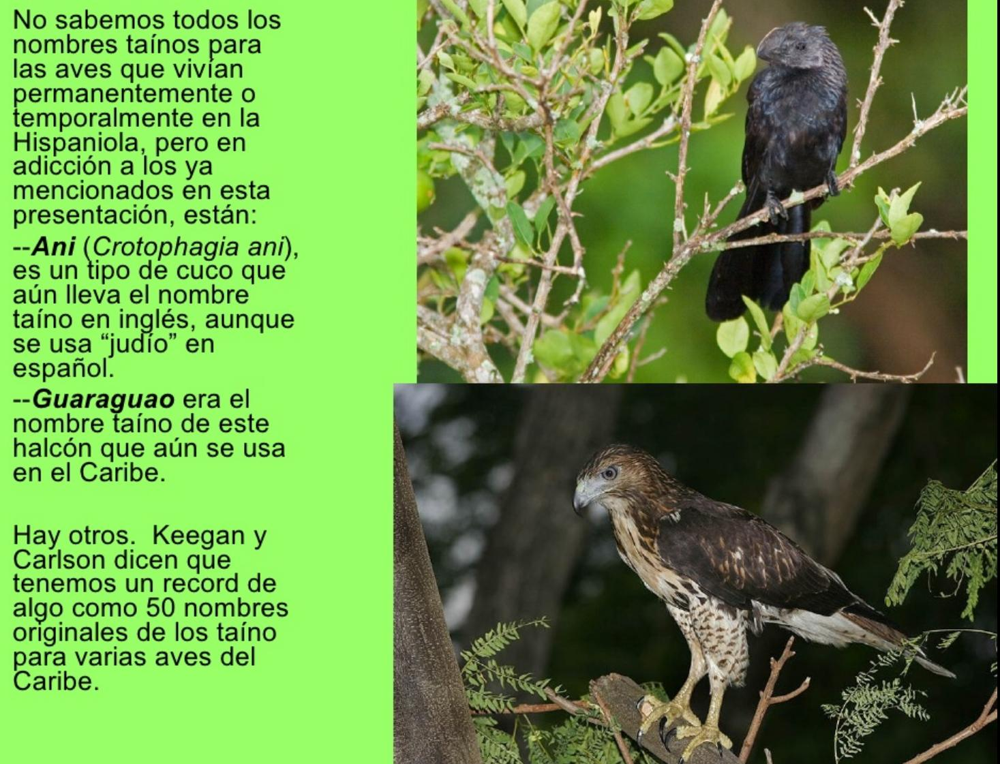 No sabemos todos los
nombres taínos para
las aves que vivían
permanentemente o
temporalmente en la
Hispaniola, pero en
adicción a los ya
mencionados en esta
presentación, están:
--Ani (Crotophagia ani),
es un tipo de cuco que
aún lleva el nombre
taíno en inglés, aunque
se usa “judío” en
español.
--Guaraguao era el
nombre taíno de este
halcón que aún se usa
en el Caribe.
Hay otros.  Keegan y
Carlson dicen que
tenemos un record de
algo como 50 nombres
originales de los taíno
para varias aves del
Caribe.